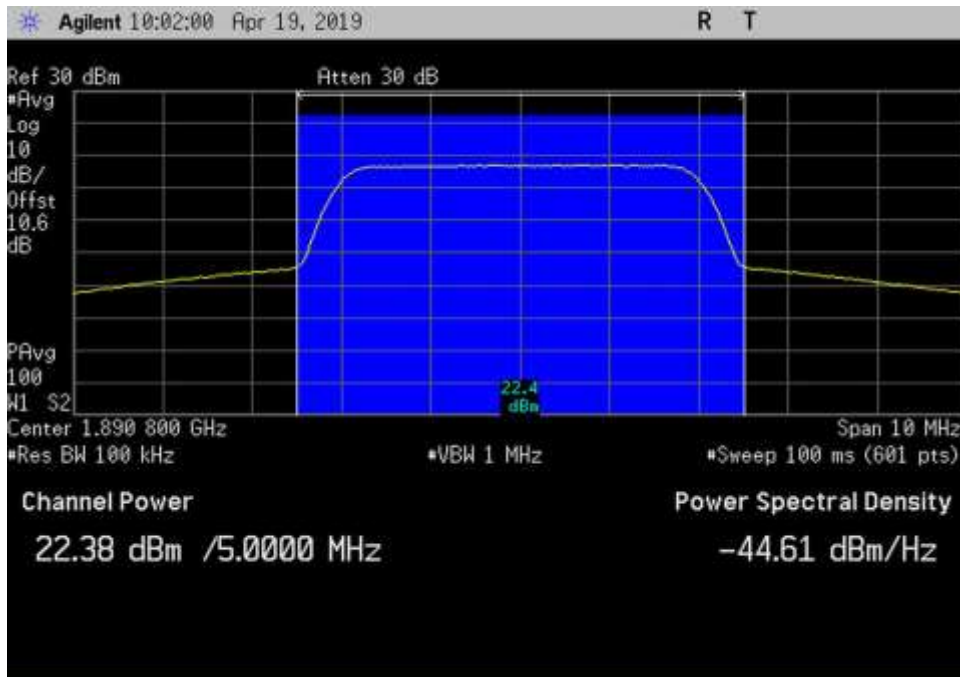 Agilent 10:02:00 Apr 19, 2019 R T
Ref 30 dBm Atten 30 dB
#Avg
Log
10
dB/
Offst
10.6
dB
PAvg
100
W1 S2
22.4
dBm
Center 1.890 800 GHz Span 10 MHz
#Res BW 100 kHz #VBW 1 MHz #Sweep 100 ms (601 pts)
Channel Power Power Spectral Density
22.38 dBm /5.0000 MHz -44.61 dBm/Hz